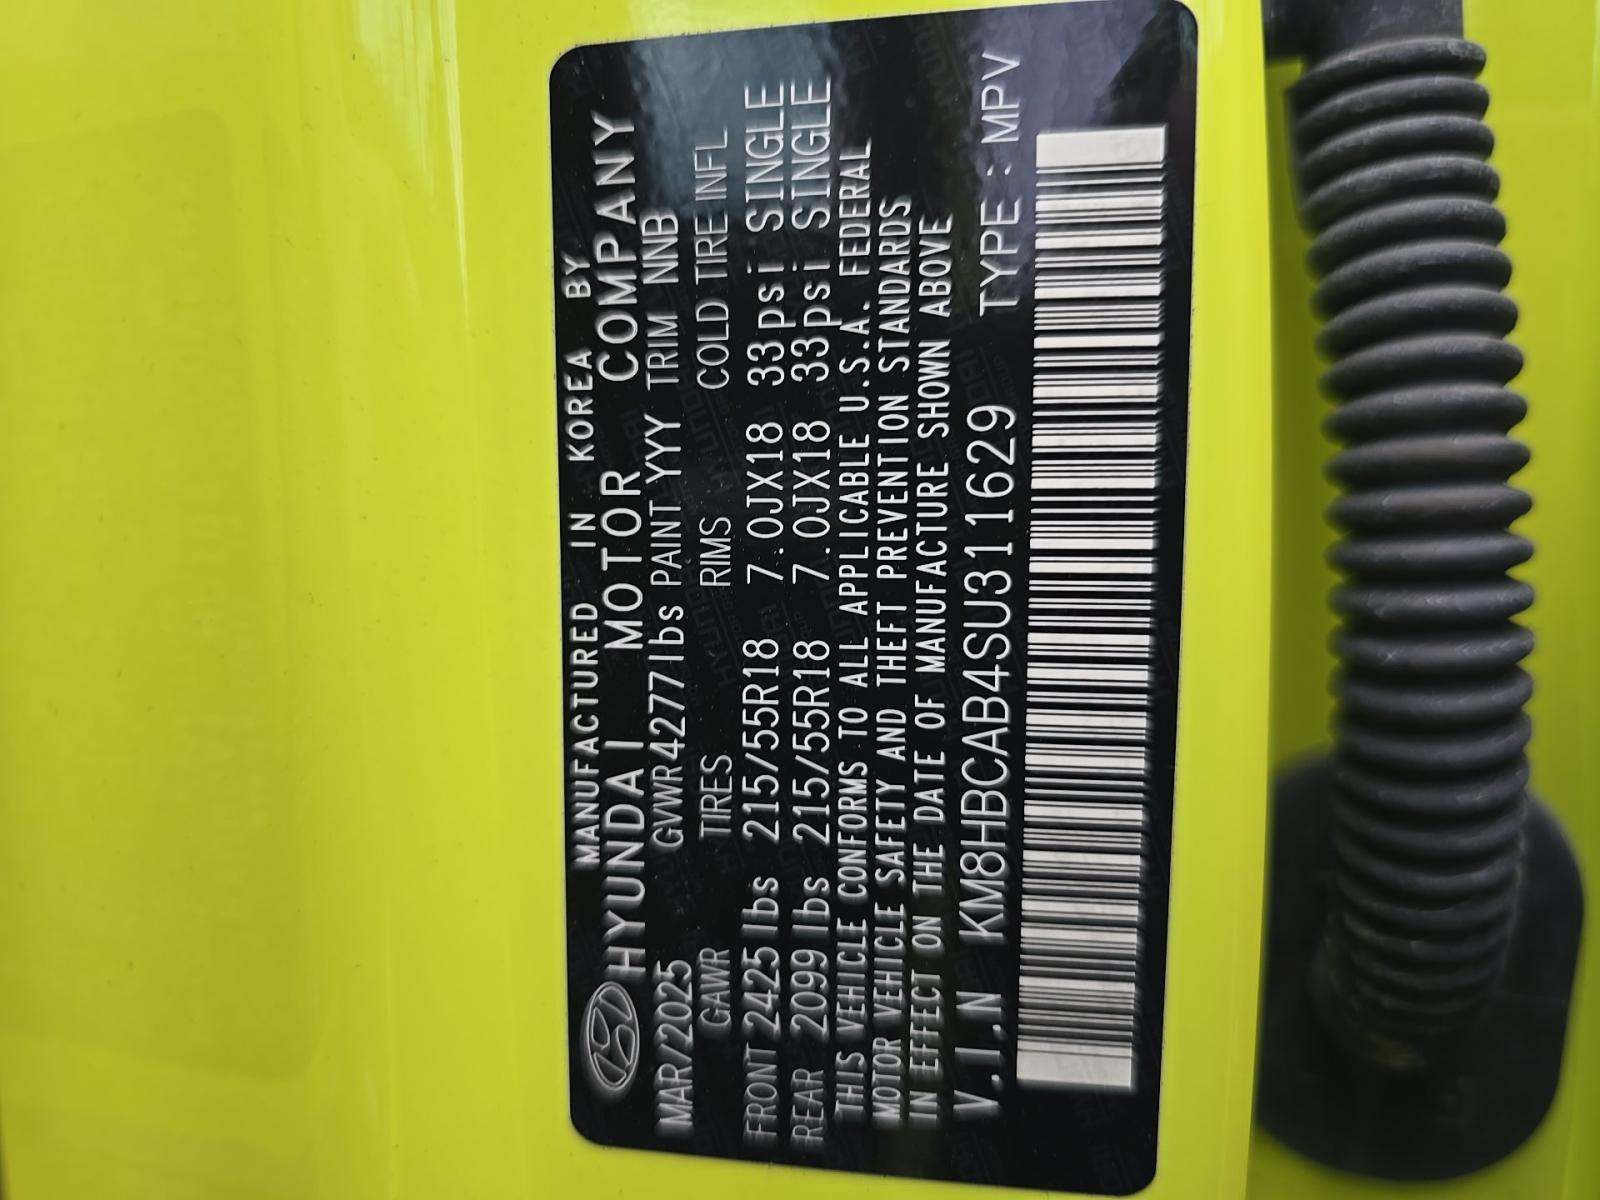 MANUFACTURED IN KOREA BY
HYUNDAI MOTOR COMPANY
MAR/2025 GVWR 4277lbs PAINT YYY TRIM NNB
GAWR TIRES RIMS COLD TIRE INFL
FRONT 2425 lbs 215/55R18 7.0JX18 33psi SINGLE
REAR 2099 lbs 215/55R18 7.0JX18 33psi SINGLE
THIS VEHICLE CONFORMS TO ALL APPLICABLE U.S.A. FEDERAL
MOTOR VEHICLE SAFETY AND THEFT PREVENTION STANDARDS
IN EFFECT ON THE DATE OF MANUFACTURE SHOWN ABOVE
V.I.N KM8HBCAB4SU311629 TYPE : MPV